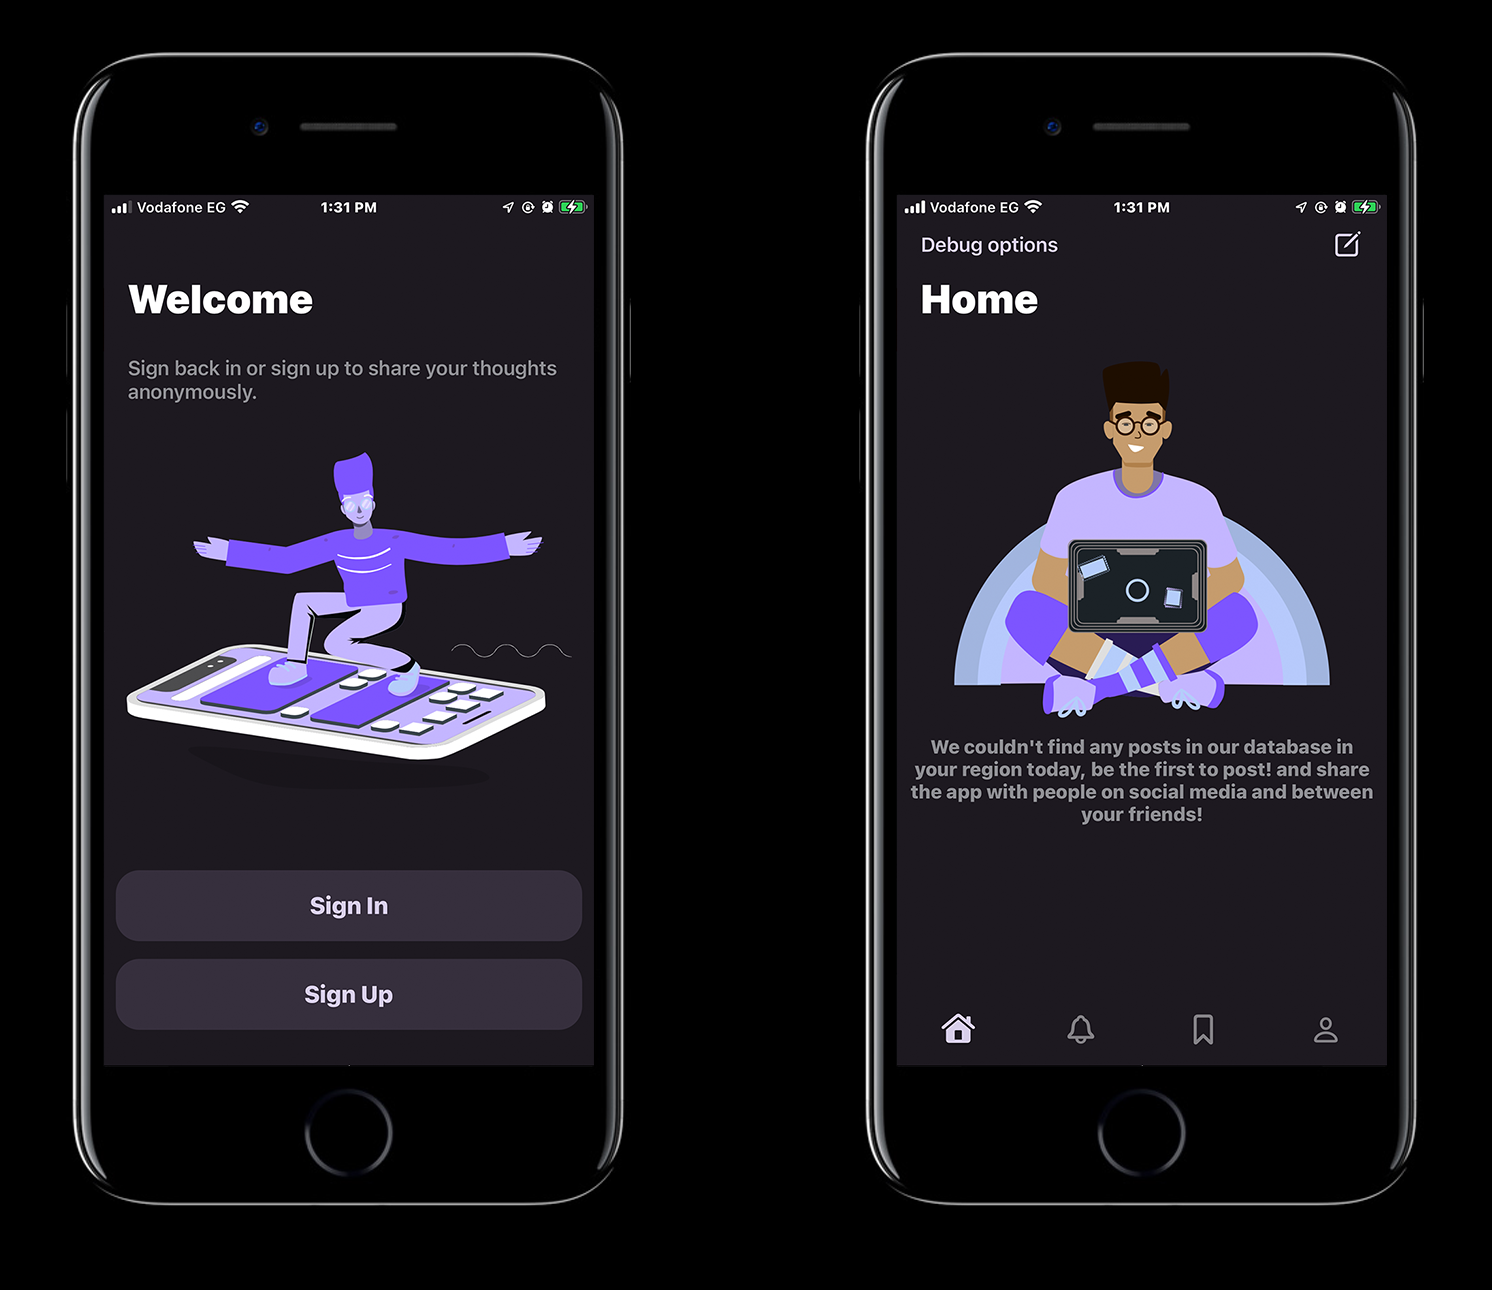 Vodafone EG
1:31 PM
Welcome
Sign back in or sign up to share your thoughts
anonymously.
Sign In
Sign Up
Vodafone EG
1:31 PM
Debug options
Home
We couldn't find any posts in our database in
your region today, be the first to post! and share
the app with people on social media and between
your friends!